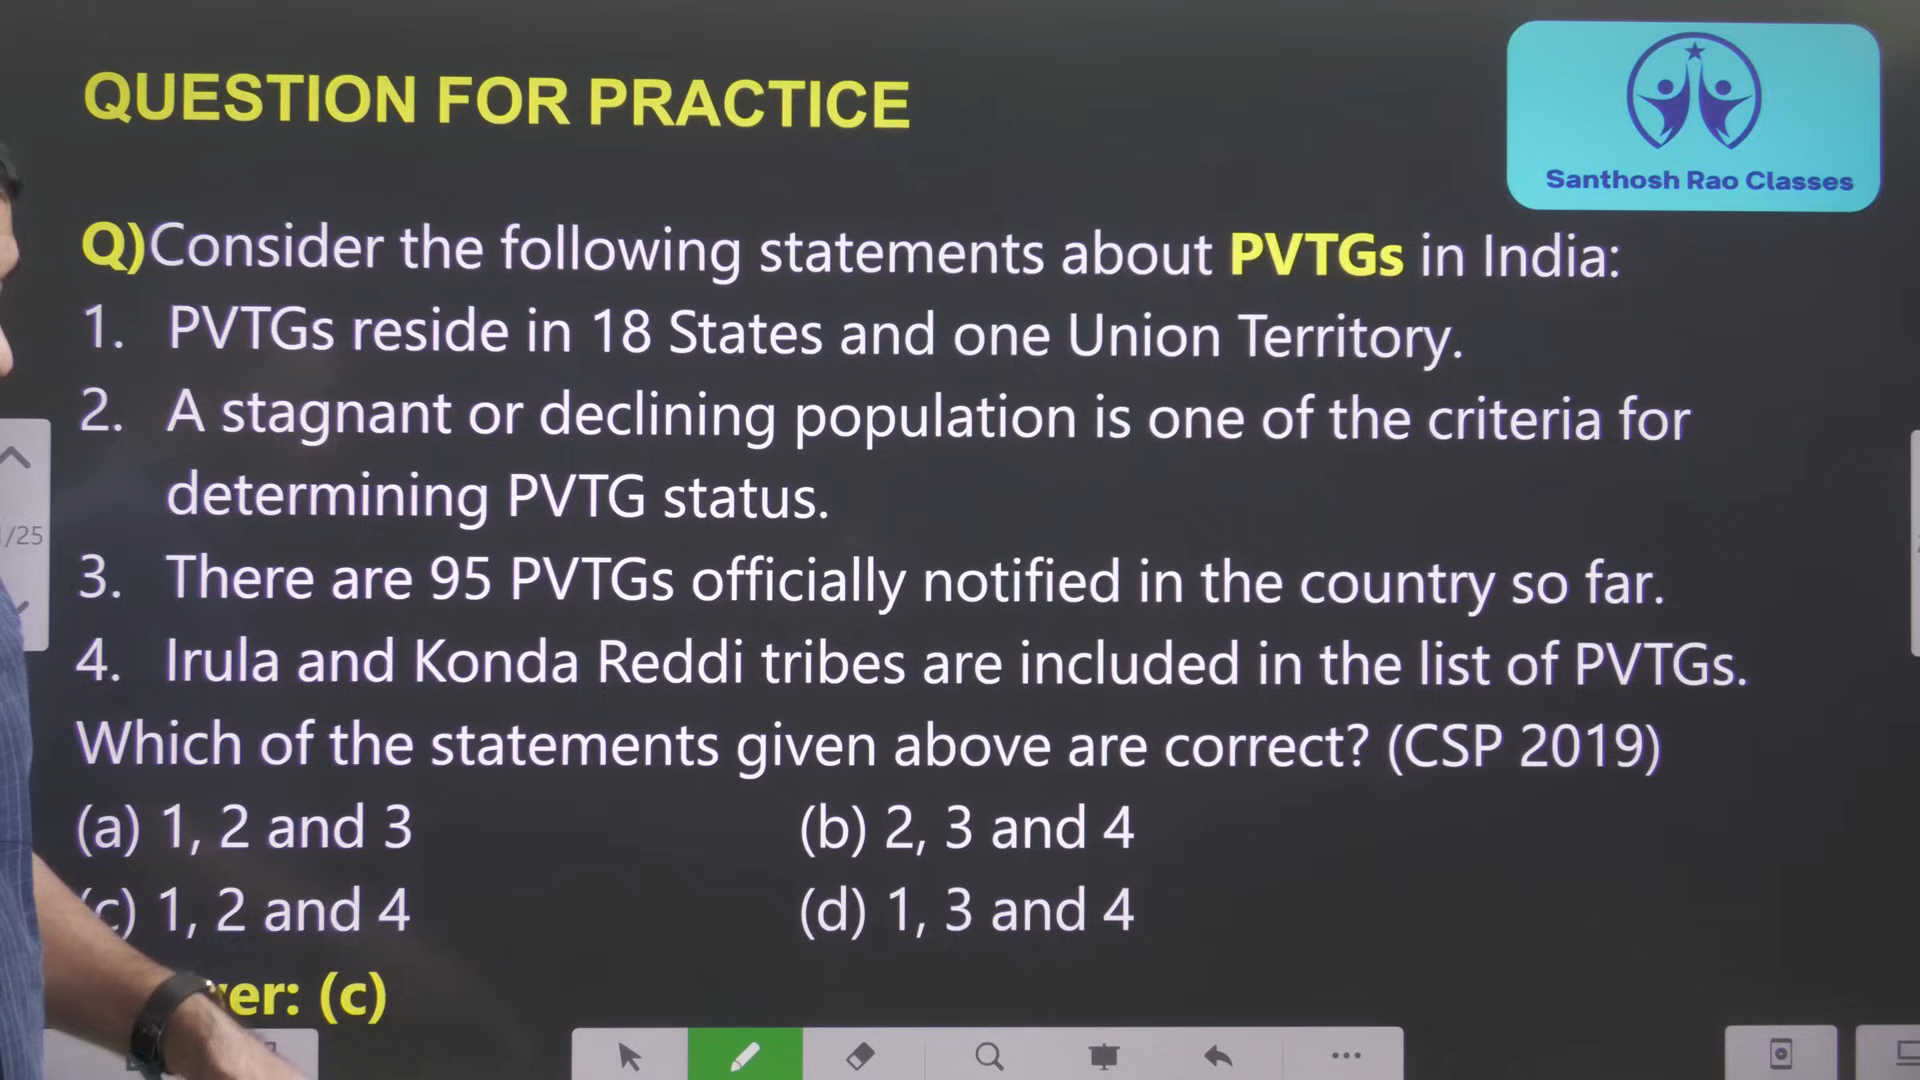 QUESTION FOR PRACTICE
Santhosh Rao Classes
Q)Consider the following statements about PVTGs in India:
1. PVTGs reside in 18 States and one Union Territory.
2. A stagnant or declining population is one of the criteria for
determining PVTG status.
/25
3. There are 95 PVTGs officially notified in the country so far.
4. Irula and Konda Reddi tribes are included in the list of PVTGs.
Which of the statements given above are correct? (CSP 2019)
(a) 1, 2 and 3 (b) 2, 3 and 4
(c) 1, 2 and 4 (d) 1, 3 and 4
er: (c)